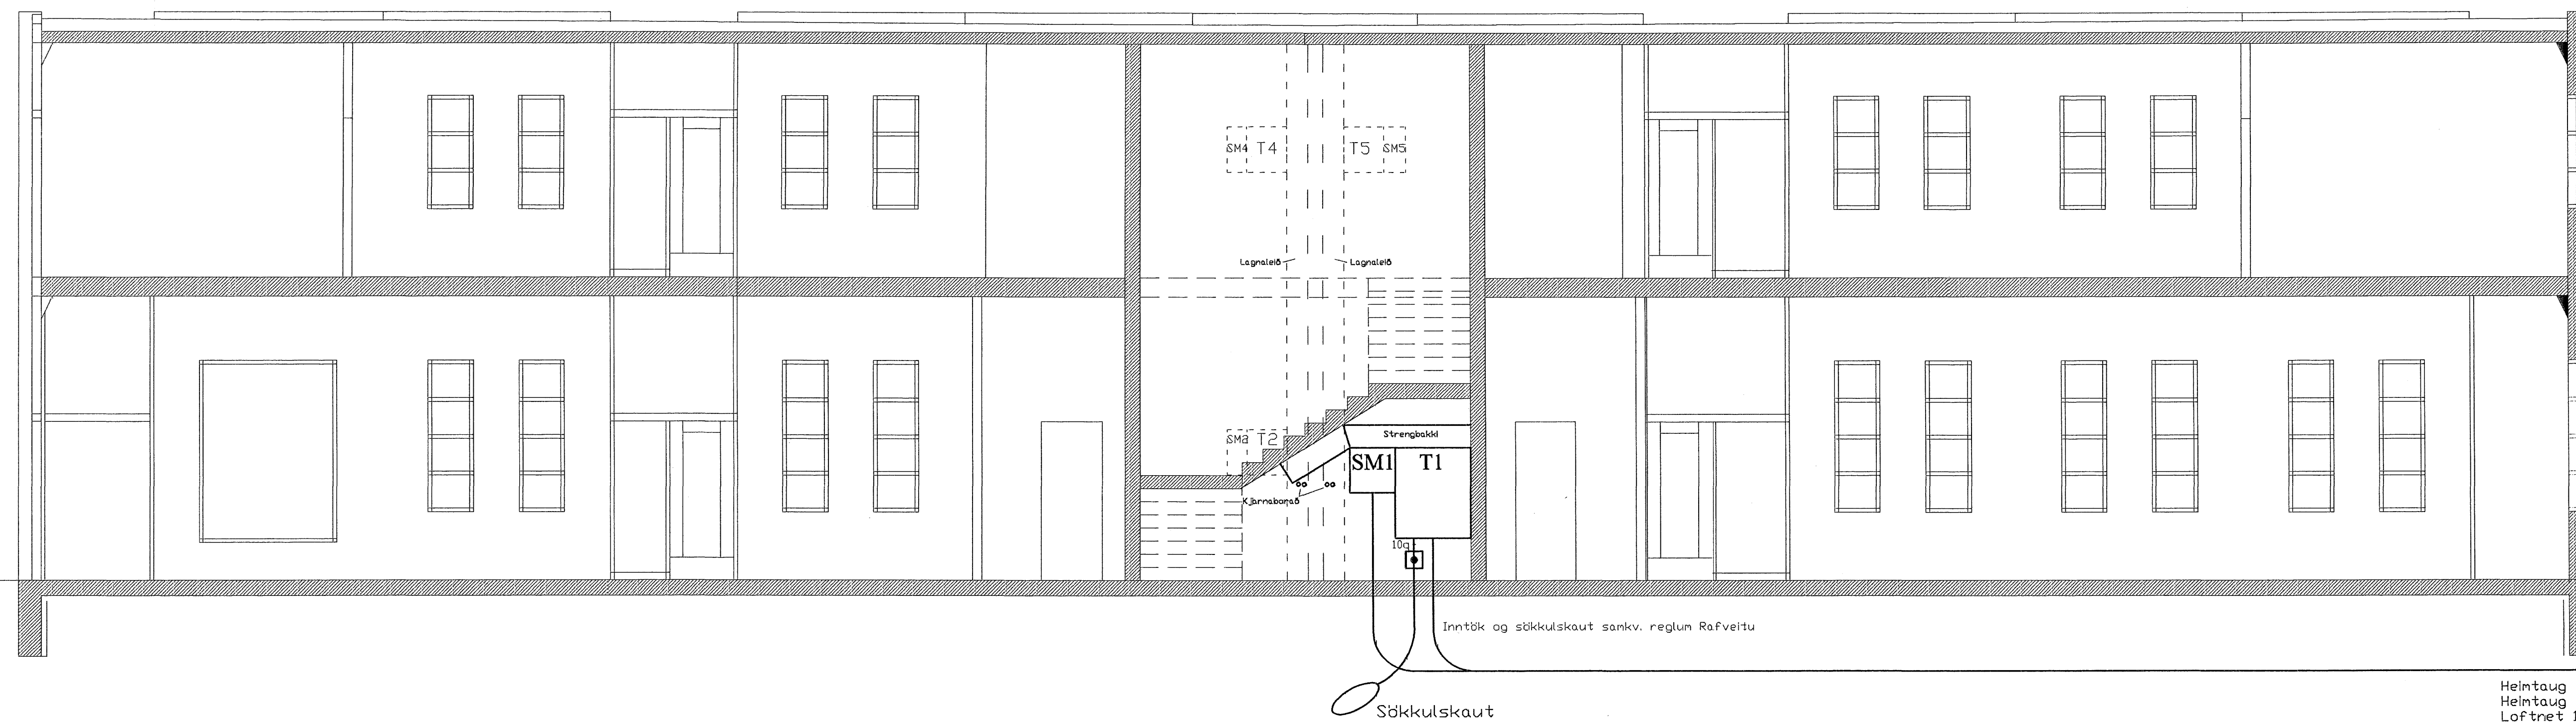 SM4 T4
T5 SM5
Lagnaleið
Lagnaleið
SM2 T2
Strengbakki
SM1
T1
Kjarnaborað
10q
Inntök og sökkulskaut samkv. reglum Rafveitu
Sökkulskaut
Heimtaug
Heimtaug
Loftnet 1